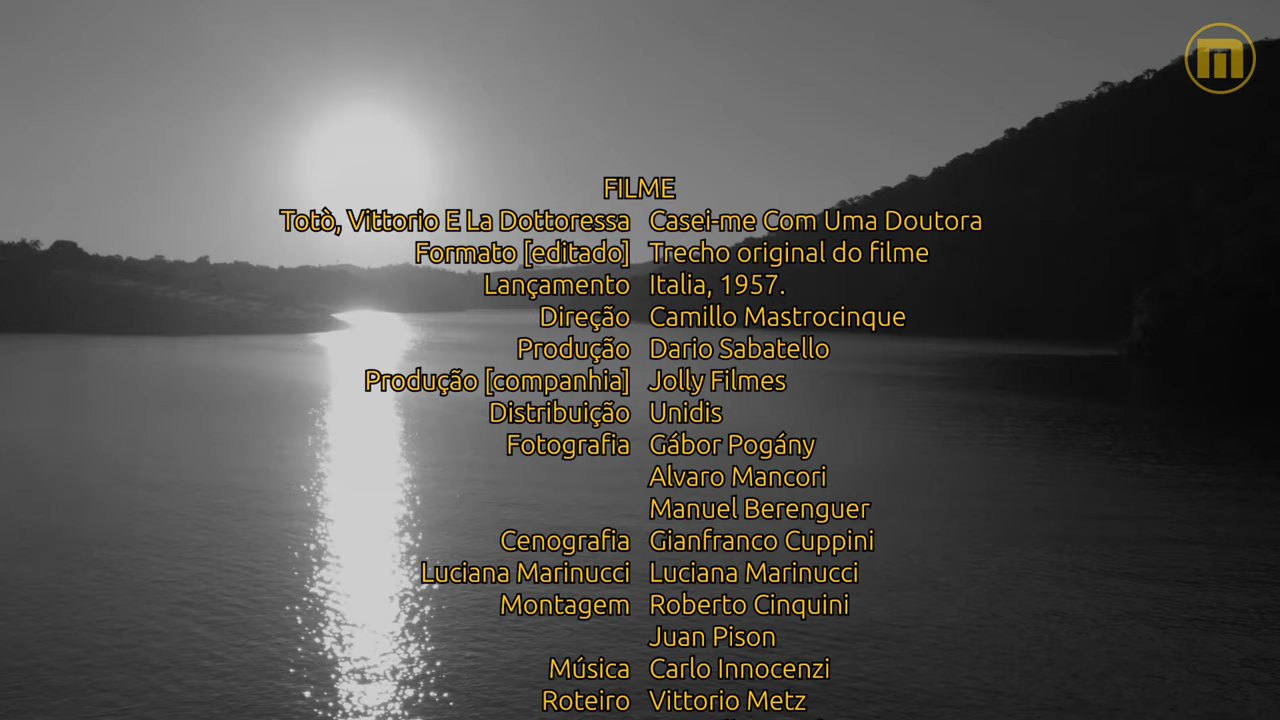 FILME
Totò, Vittorio E La Dottoressa Casei-me Com Uma Doutora
Formato [editado] Trecho original do filme
Lançamento Italia, 1957.
Direção Camillo Mastrocinque
Produção Dario Sabatello
Produção [companhia] Jolly Filmes
Distribuição Unidis
Fotografia Gábor Pogány
Alvaro Mancori
Manuel Berenguer
Cenografia Gianfranco Cuppini
Luciana Marinucci Luciana Marinucci
Montagem Roberto Cinquini
Juan Pison
Música Carlo Innocenzi
Roteiro Vittorio Metz